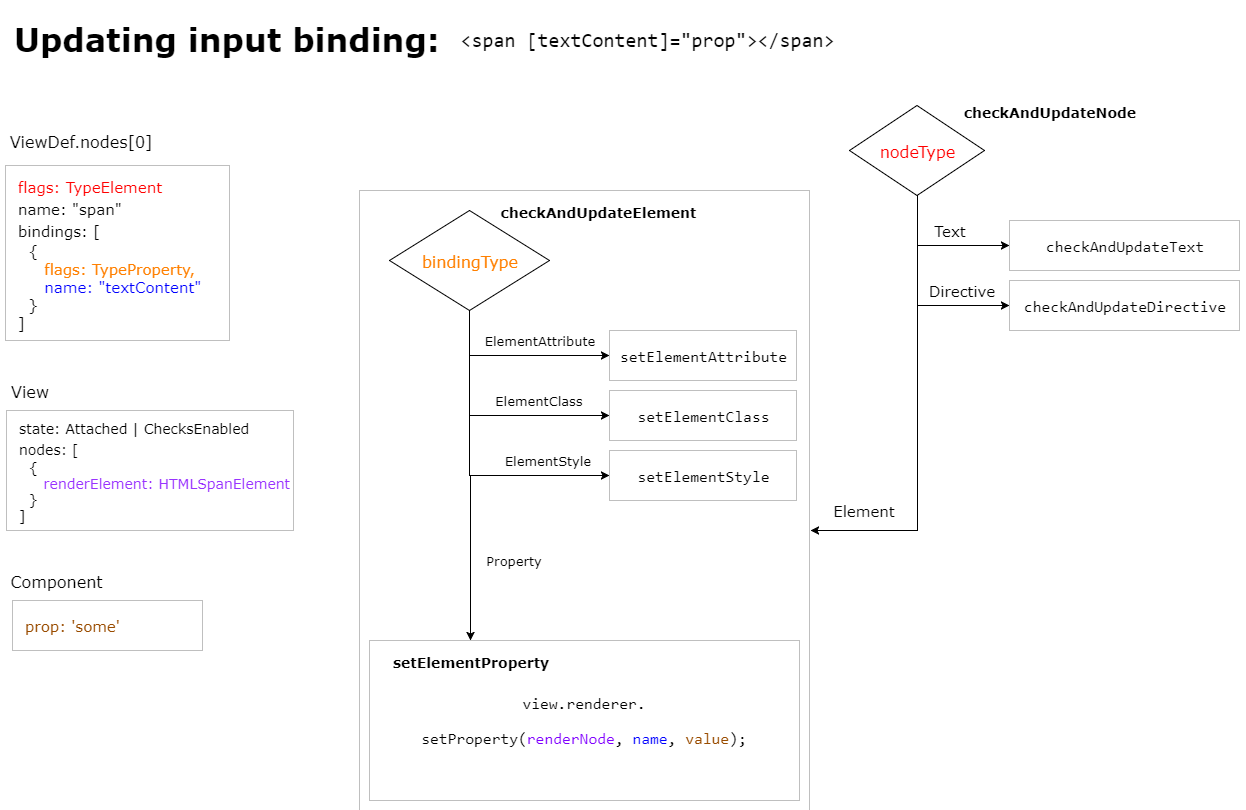 Updating input binding: <span [textContent]="prop"></span>
ViewDef.nodes[0]
flags: TypeElement
name: "span"
bindings: [
{
flags: TypeProperty,
name: "textContent"
}
]
View
state: Attached | ChecksEnabled
nodes: [
{
renderElement: HTMLSpanElement
}
]
Component
prop: 'some'
checkAndUpdateElement
bindingType
ElementAttribute
setElementAttribute
ElementClass
setElementClass
ElementStyle
setElementStyle
Property
setElementProperty
view.renderer.
setProperty(renderNode, name, value);
checkAndUpdateNode
nodeType
Text
checkAndUpdateText
Directive
checkAndUpdateDirective
Element